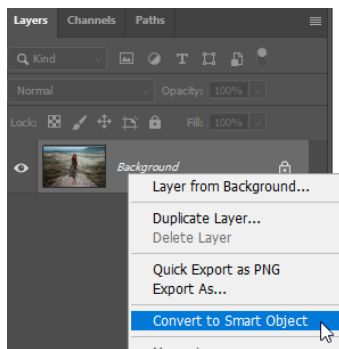 Layers Channels Paths
Kind
T
Normal Opacity: 100%
Lock: Fill: 100%
Background
Layer from Background...
Duplicate Layer...
Delete Layer
Quick Export as PNG
Export As...
Convert to Smart Object